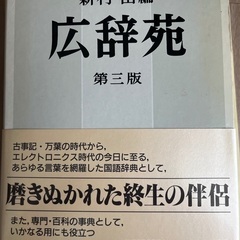 新村 出編
広辞苑
第三版
古事記・万葉の時代から、
エレクトロニクス時代の今日に至る、
あらゆる言葉を網羅した国語辞典として、
磨きぬかれた終生の伴侶
また、専門・百科の事典として、
いかなる用にも役立つ